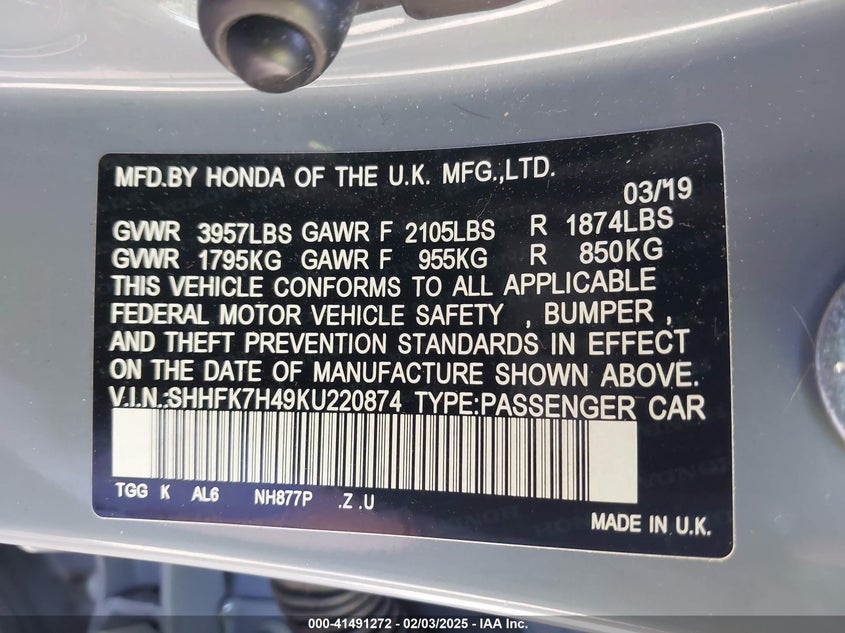 MFD.BY HONDA OF THE U.K. MFG.,LTD.
03/19
GVWR 3957LBS GAWR F 2105LBS R 1874LBS
GVWR 1795KG GAWR F 955KG R 850KG
THIS VEHICLE CONFORMS TO ALL APPLICABLE
FEDERAL MOTOR VEHICLE SAFETY , BUMPER ,
AND THEFT PREVENTION STANDARDS IN EFFECT
ON THE DATE OF MANUFACTURE SHOWN ABOVE.
V.I.N.:SHHFK7H49KU220874 TYPE:PASSENGER CAR
TGG K AL6 NH877P .Z .U
MADE IN U.K.
000-41491272 - 02/03/2025 - IAA Inc.